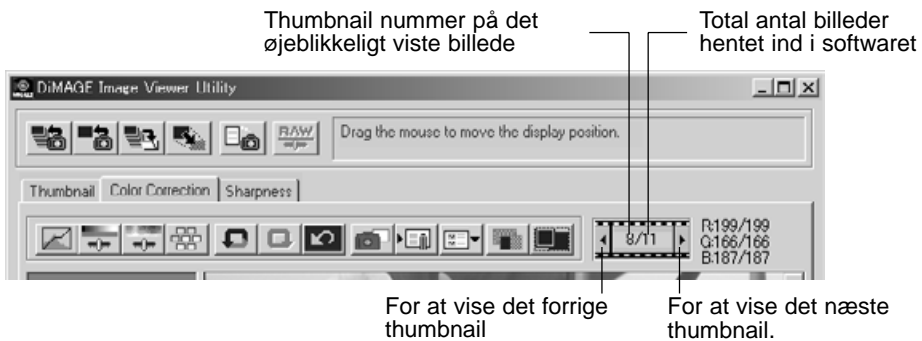 Thumbnail nummer på det
øjeblikkeligt viste billede
Total antal billeder
hentet ind i softwaret
DiMAGE Image Viewer Utility
RAW
Drag the mouse to move the display position.
Thumbnail Color Correction Sharpness
8/11
R:199/199
G:166/166
B:187/187
For at vise det forrige
thumbnail
For at vise det næste
thumbnail.